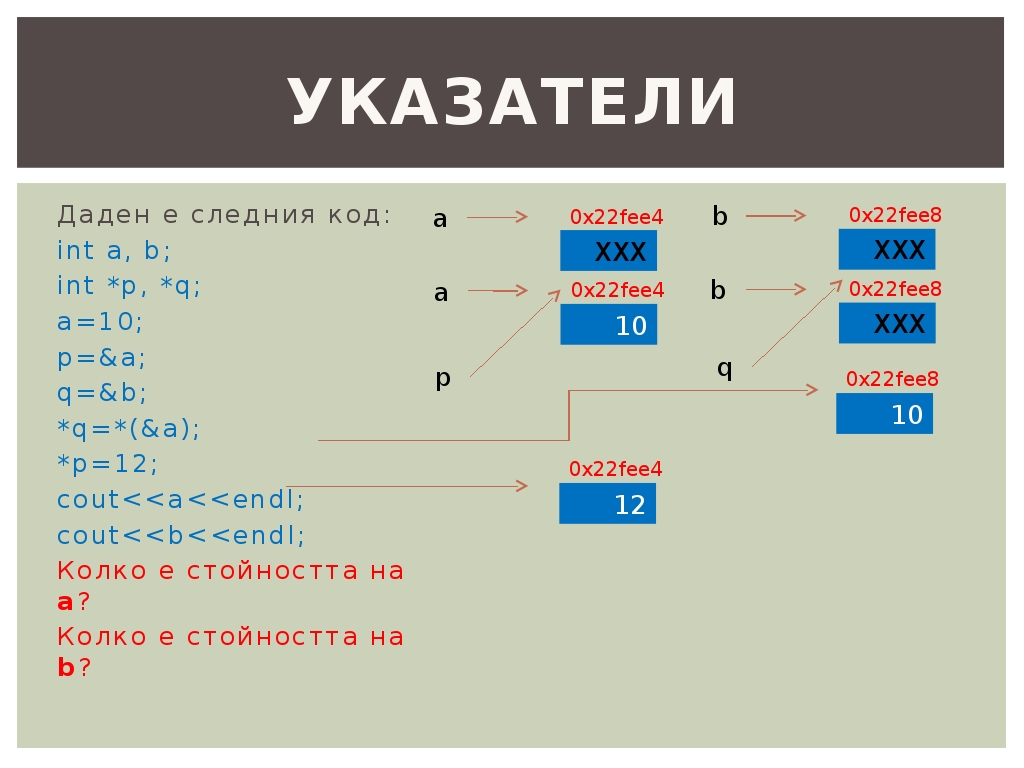 УКАЗАТЕЛИ
Даден е следния код:
int a, b;
int *p, *q;
a=10;
p=&a;
q=&b;
*q=*(&a);
*p=12;
cout<<a<<endl;
cout<<b<<endl;
Колко е стойността на
a?
Колко е стойността на
b?
a 0x22fee4 b 0x22fee8
XXX XXX
a 0x22fee4 b 0x22fee8
10 XXX
p q
0x22fee8
10
0x22fee4
12